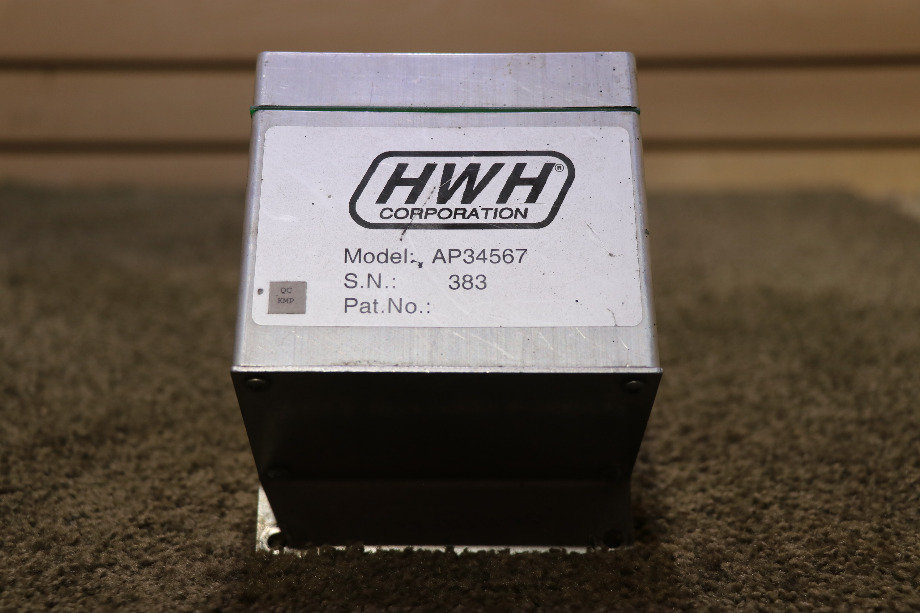 HWH®
CORPORATION
Model: AP34567
S.N.: 383
QC
KMP
Pat.No.: